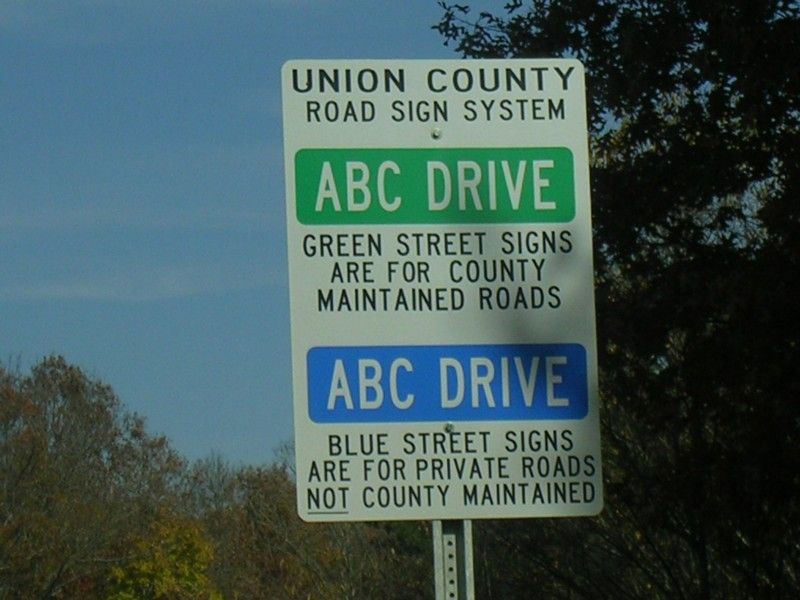 UNION COUNTY
ROAD SIGN SYSTEM
ABC DRIVE
GREEN STREET SIGNS
ARE FOR COUNTY
MAINTAINED ROADS
ABC DRIVE
BLUE STREET SIGNS
ARE FOR PRIVATE ROADS
NOT COUNTY MAINTAINED